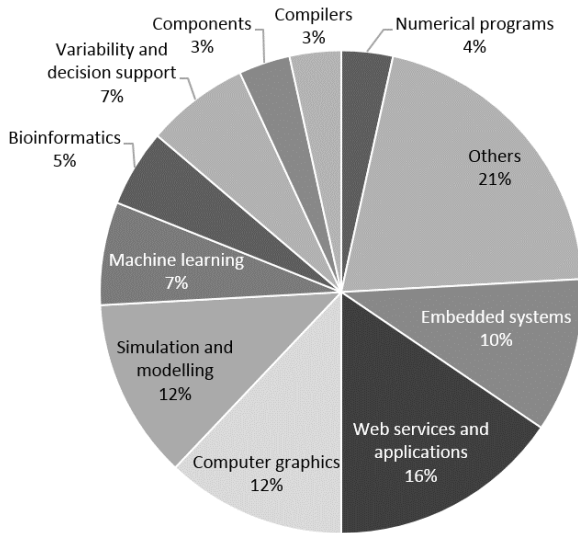 Compilers
3%
Numerical programs
4%
Others
21%
Embedded systems
10%
Web services and
applications
16%
Computer graphics
12%
Simulation and
modelling
12%
Machine learning
7%
Bioinformatics
5%
Variability and
decision support
7%
Components
3%